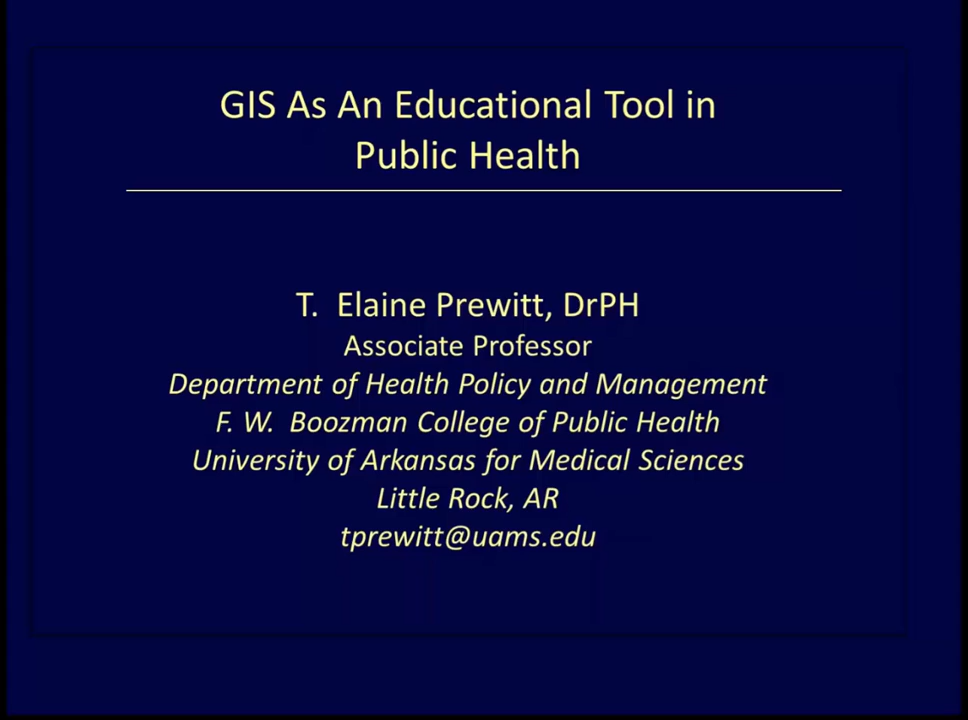 GIS As An Educational Tool in
Public Health
T. Elaine Prewitt, DrPH
Associate Professor
Department of Health Policy and Management
F. W. Boozman College of Public Health
University of Arkansas for Medical Sciences
Little Rock, AR
tprewitt@uams.edu